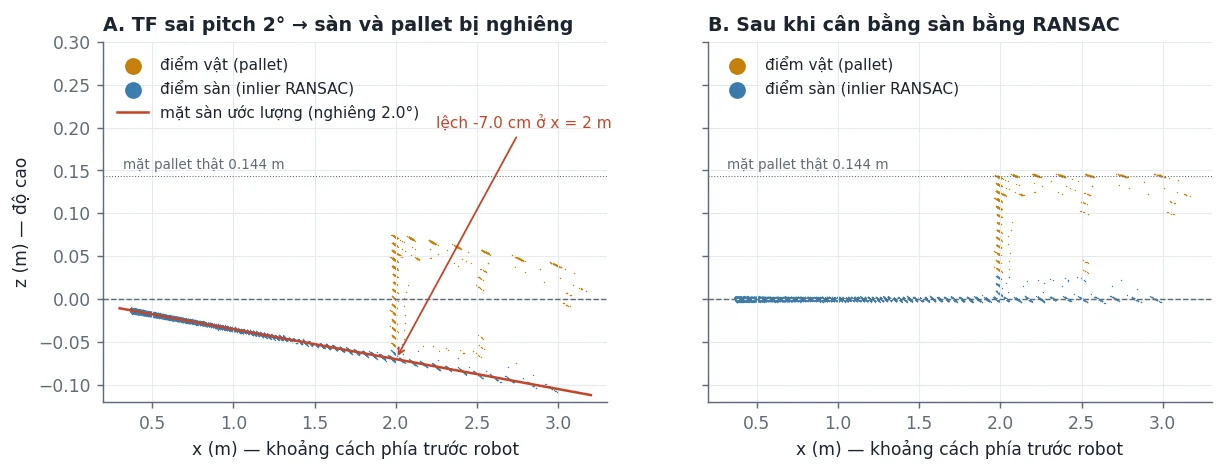 A. TF sai pitch 2° → sàn và pallet bị nghiêng
điểm vật (pallet)
điểm sàn (inlier RANSAC)
mặt sàn ước lượng (nghiêng 2.0°)
lệch -7.0 cm ở x = 2 m
mặt pallet thật 0.144 m
z (m) — độ cao
0.30
0.25
0.20
0.15
0.10
0.05
0.00
−0.05
−0.10
0.5 1.0 1.5 2.0 2.5 3.0
x (m) — khoảng cách phía trước robot
B. Sau khi cân bằng sàn bằng RANSAC
điểm vật (pallet)
điểm sàn (inlier RANSAC)
mặt pallet thật 0.144 m
0.5 1.0 1.5 2.0 2.5 3.0
x (m) — khoảng cách phía trước robot